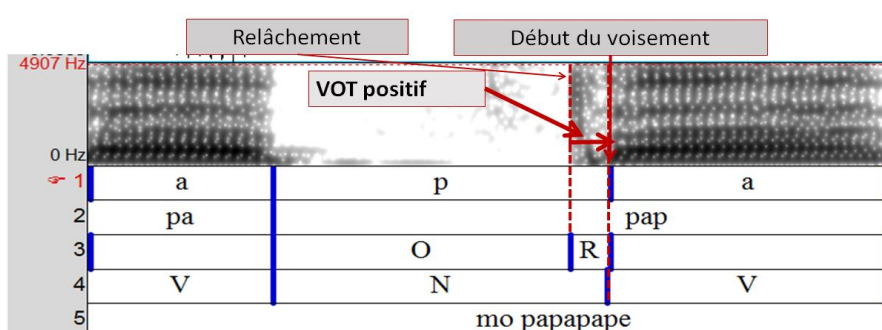 Relâchement Début du voisement
4907 Hz
VOT positif
0 Hz
☞ 1 a p a
2 pa pap
3 O R
4 V N V
5 mo papapape